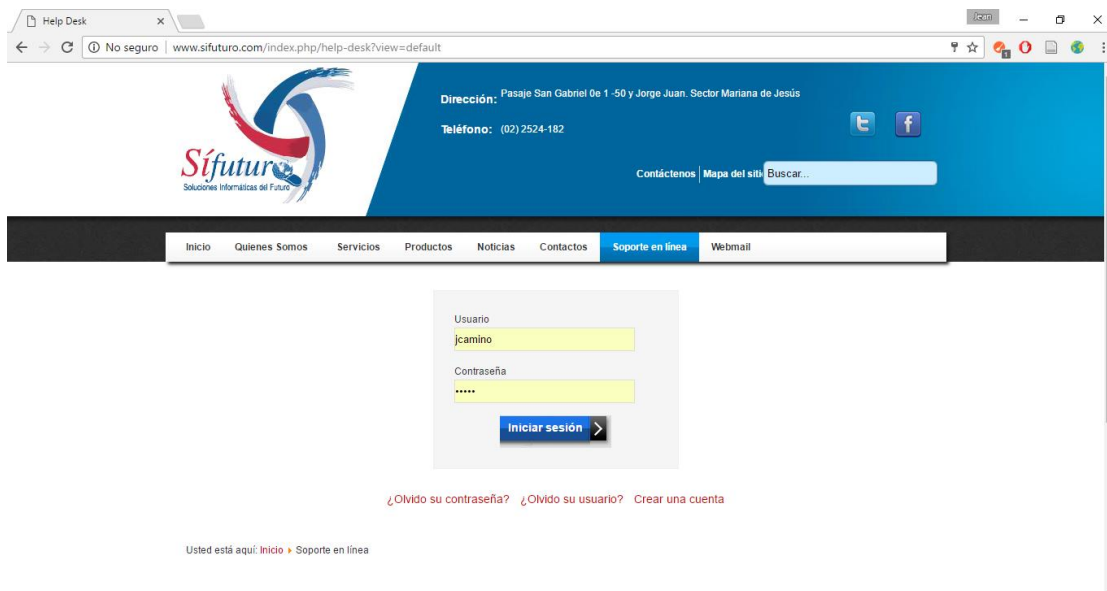 Help Desk
Jean
No seguro
www.sifuturo.com/index.php/help-desk?view=default
1
Sífuturo
Soluciones Informáticas del Futuro
Dirección: Pasaje San Gabriel 0e 1 -50 y Jorge Juan. Sector Mariana de Jesús
Teléfono: (02) 2524-182
Contáctenos Mapa del siti Buscar...
Inicio Quienes Somos Servicios Productos Noticias Contactos Soporte en línea Webmail
Usuario
jcamino
Contraseña
•••••
Iniciar sesión
¿Olvido su contraseña? ¿Olvido su usuario? Crear una cuenta
Usted está aquí: Inicio Soporte en línea